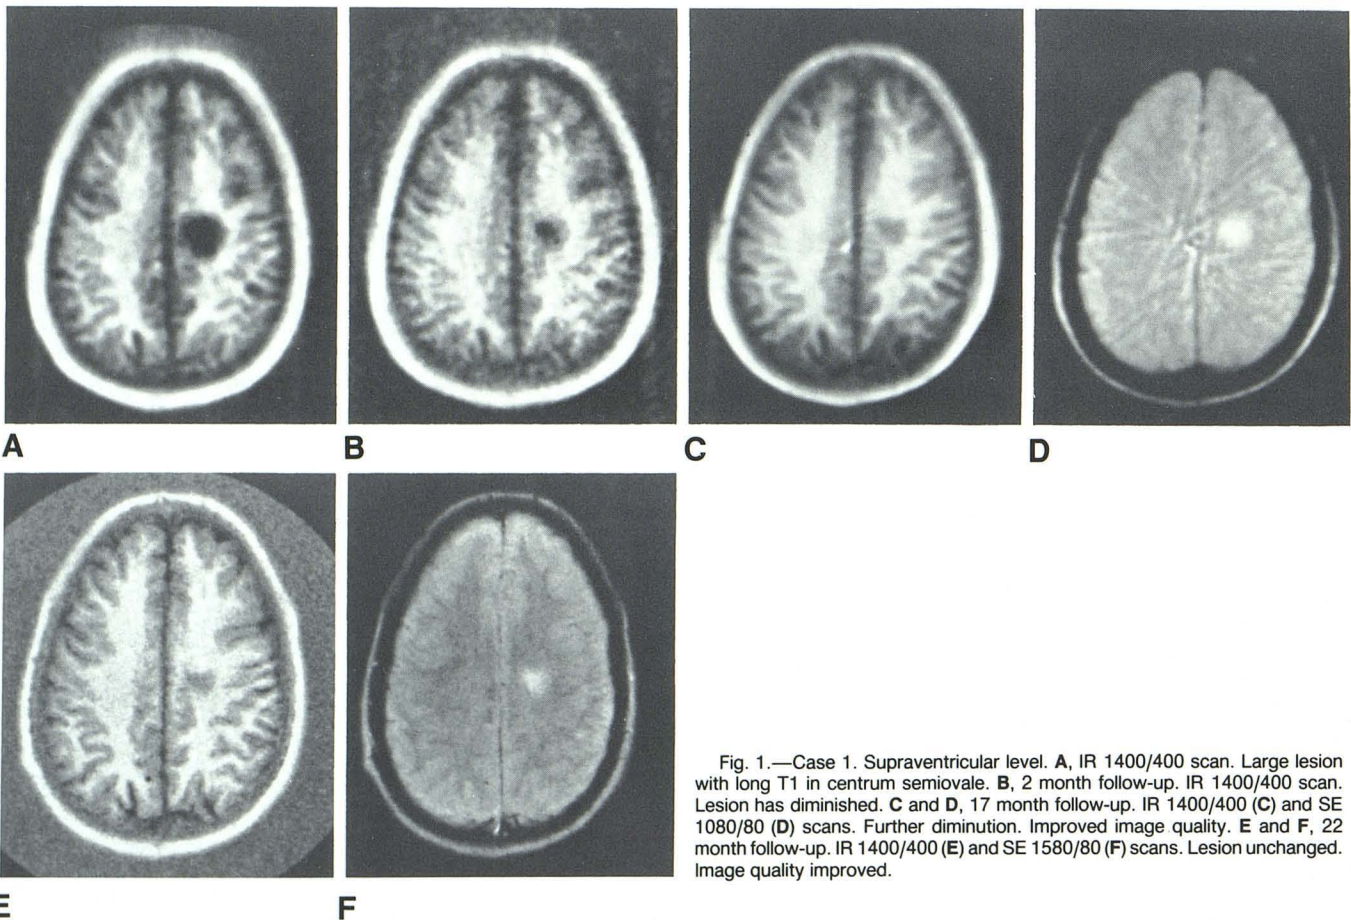 A
B
C
D
E
F
Fig. 1.—Case 1. Supraventricular level. A, IR 1400/400 scan. Large lesion
with long T1 in centrum semiovale. B, 2 month follow-up. IR 1400/400 scan.
Lesion has diminished. C and D, 17 month follow-up. IR 1400/400 (C) and SE
1080/80 (D) scans. Further diminution. Improved image quality. E and F, 22
month follow-up. IR 1400/400 (E) and SE 1580/80 (F) scans. Lesion unchanged.
Image quality improved.